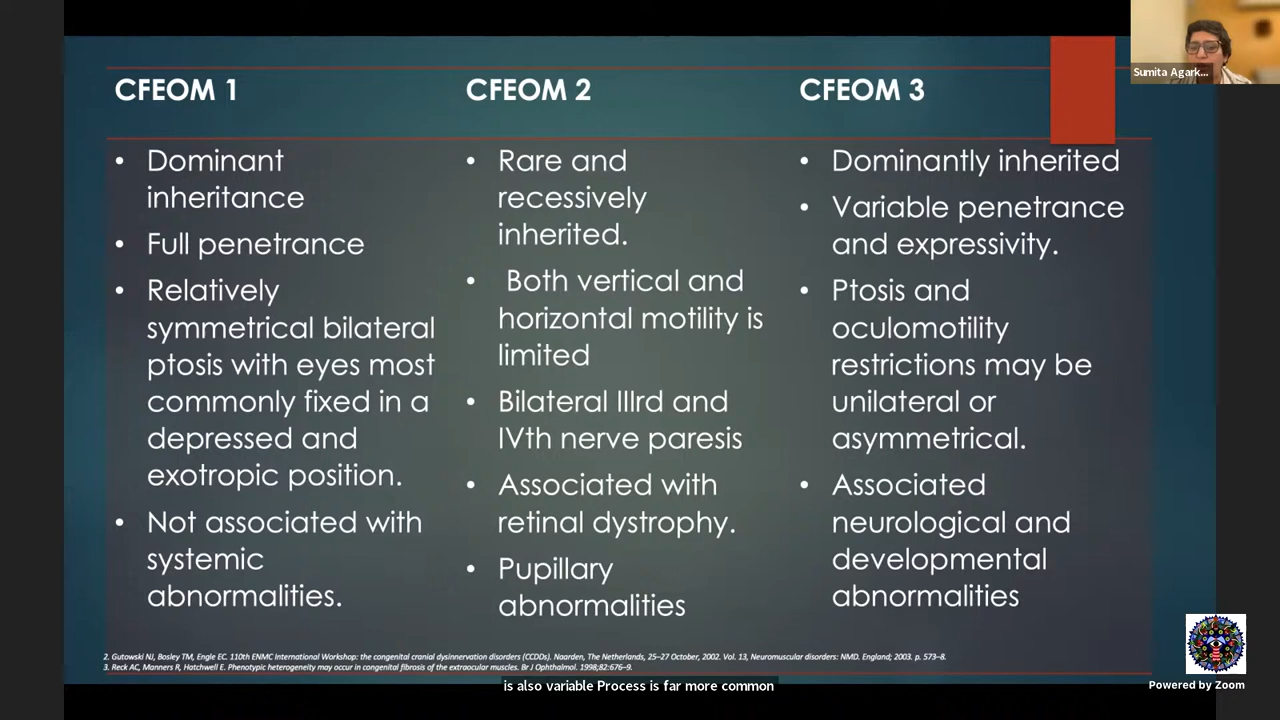 Sumita Agark...
CFEOM 1
• Dominant
inheritance
• Full penetrance
• Relatively
symmetrical bilateral
ptosis with eyes most
commonly fixed in a
depressed and
exotropic position.
• Not associated with
systemic
abnormalities.
CFEOM 2
• Rare and
recessively
inherited.
• Both vertical and
horizontal motility is
limited
• Bilateral IIIrd and
IVth nerve paresis
• Associated with
retinal dystrophy.
• Pupillary
abnormalities
CFEOM 3
• Dominantly inherited
• Variable penetrance
and expressivity.
• Ptosis and
oculomotility
restrictions may be
unilateral or
asymmetrical.
• Associated
neurological and
developmental
abnormalities
2. Gutowski NJ, Bosley TM, Engle EC. 110th ENMC International Workshop: the congenital cranial dysinnervation disorders (CCDDs). Naarden, The Netherlands, 25–27 October, 2002. Vol. 13, Neuromuscular disorders: NMD. England; 2003. p. 573–8.
3. Reck AC, Manners R, Hatchwell E. Phenotypic heterogeneity may occur in congenital fibrosis of the extraocular muscles. Br J Ophthalmol. 1998;82:676–9.
is also variable Process is far more common
Powered by Zoom